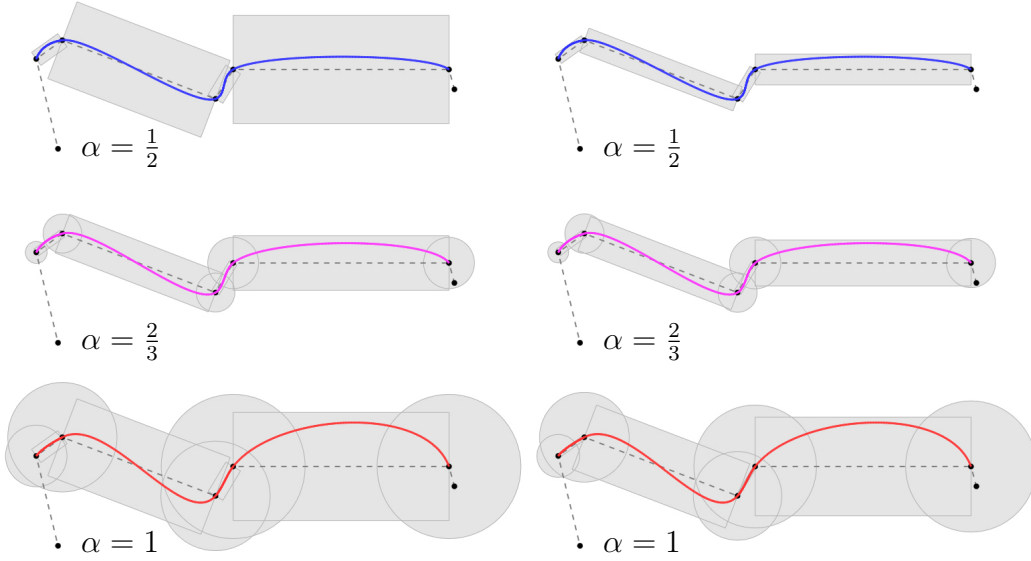 α = 1/2 α = 1/2
α = 2/3 α = 2/3
α = 1 α = 1